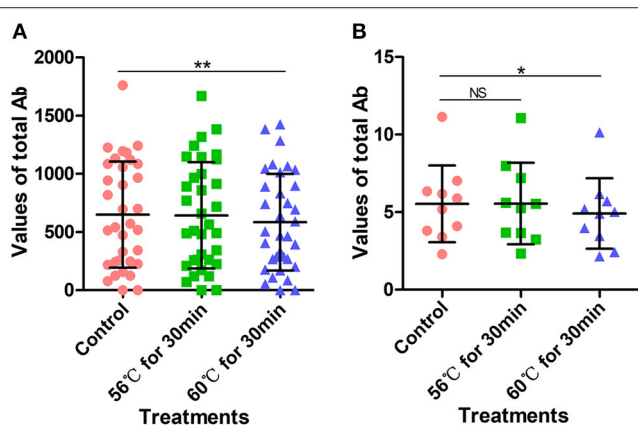 A
B
**
*
NS
Values of total Ab
2000
1500
1000
500
0
Control
56℃ for 30min
60℃ for 30min
Treatments
Values of total Ab
15
10
5
0
Control
56℃ for 30min
60℃ for 30min
Treatments